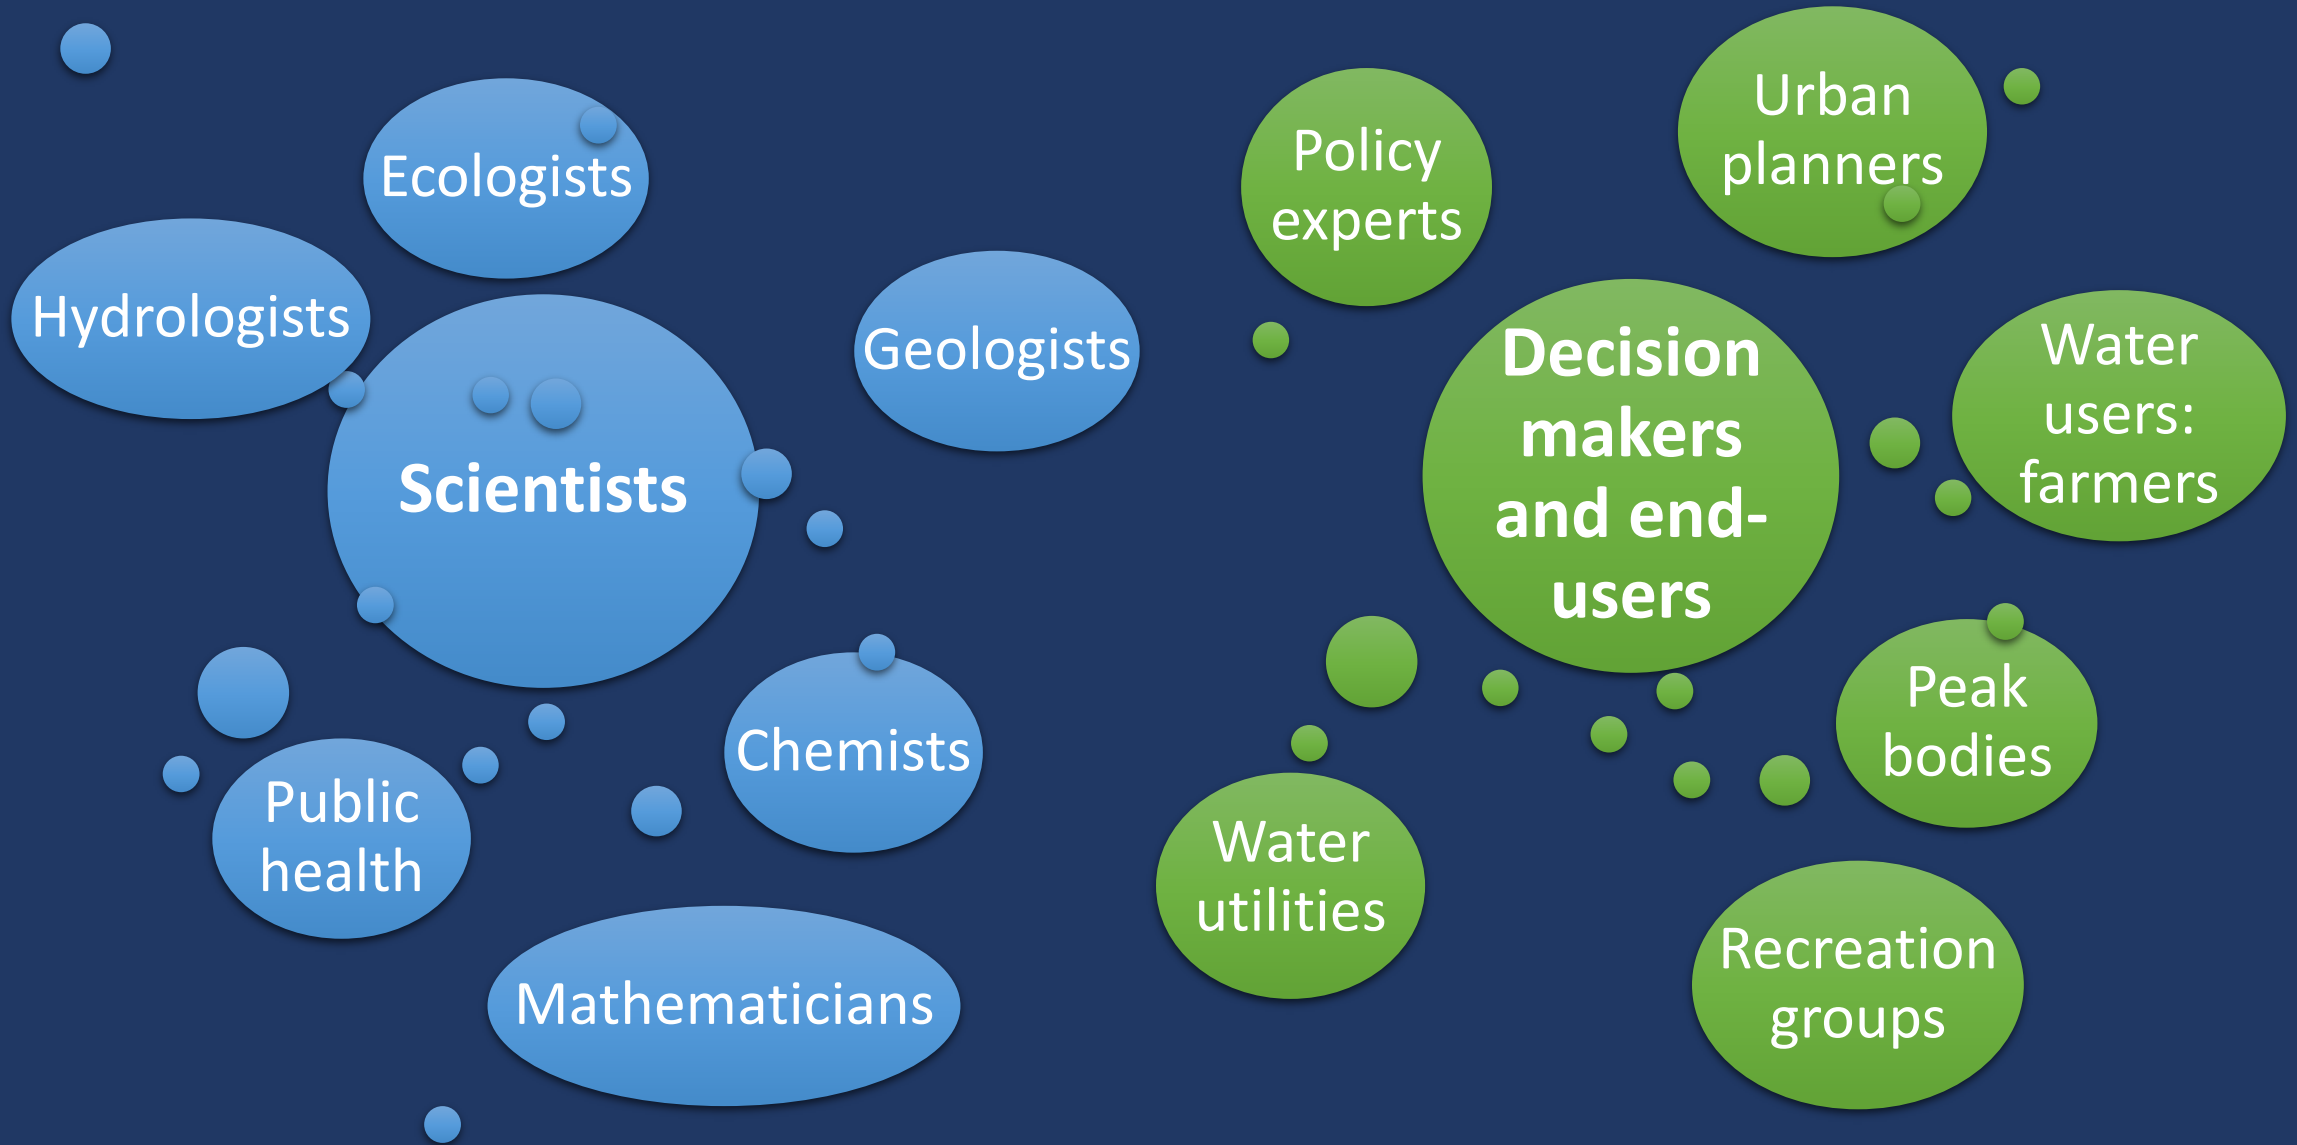 Ecologists
Hydrologists
Geologists
Scientists
Chemists
Public
health
Mathematicians
Policy
experts
Urban
planners
Decision
makers
and end-
users
Water
users:
farmers
Peak
bodies
Water
utilities
Recreation
groups